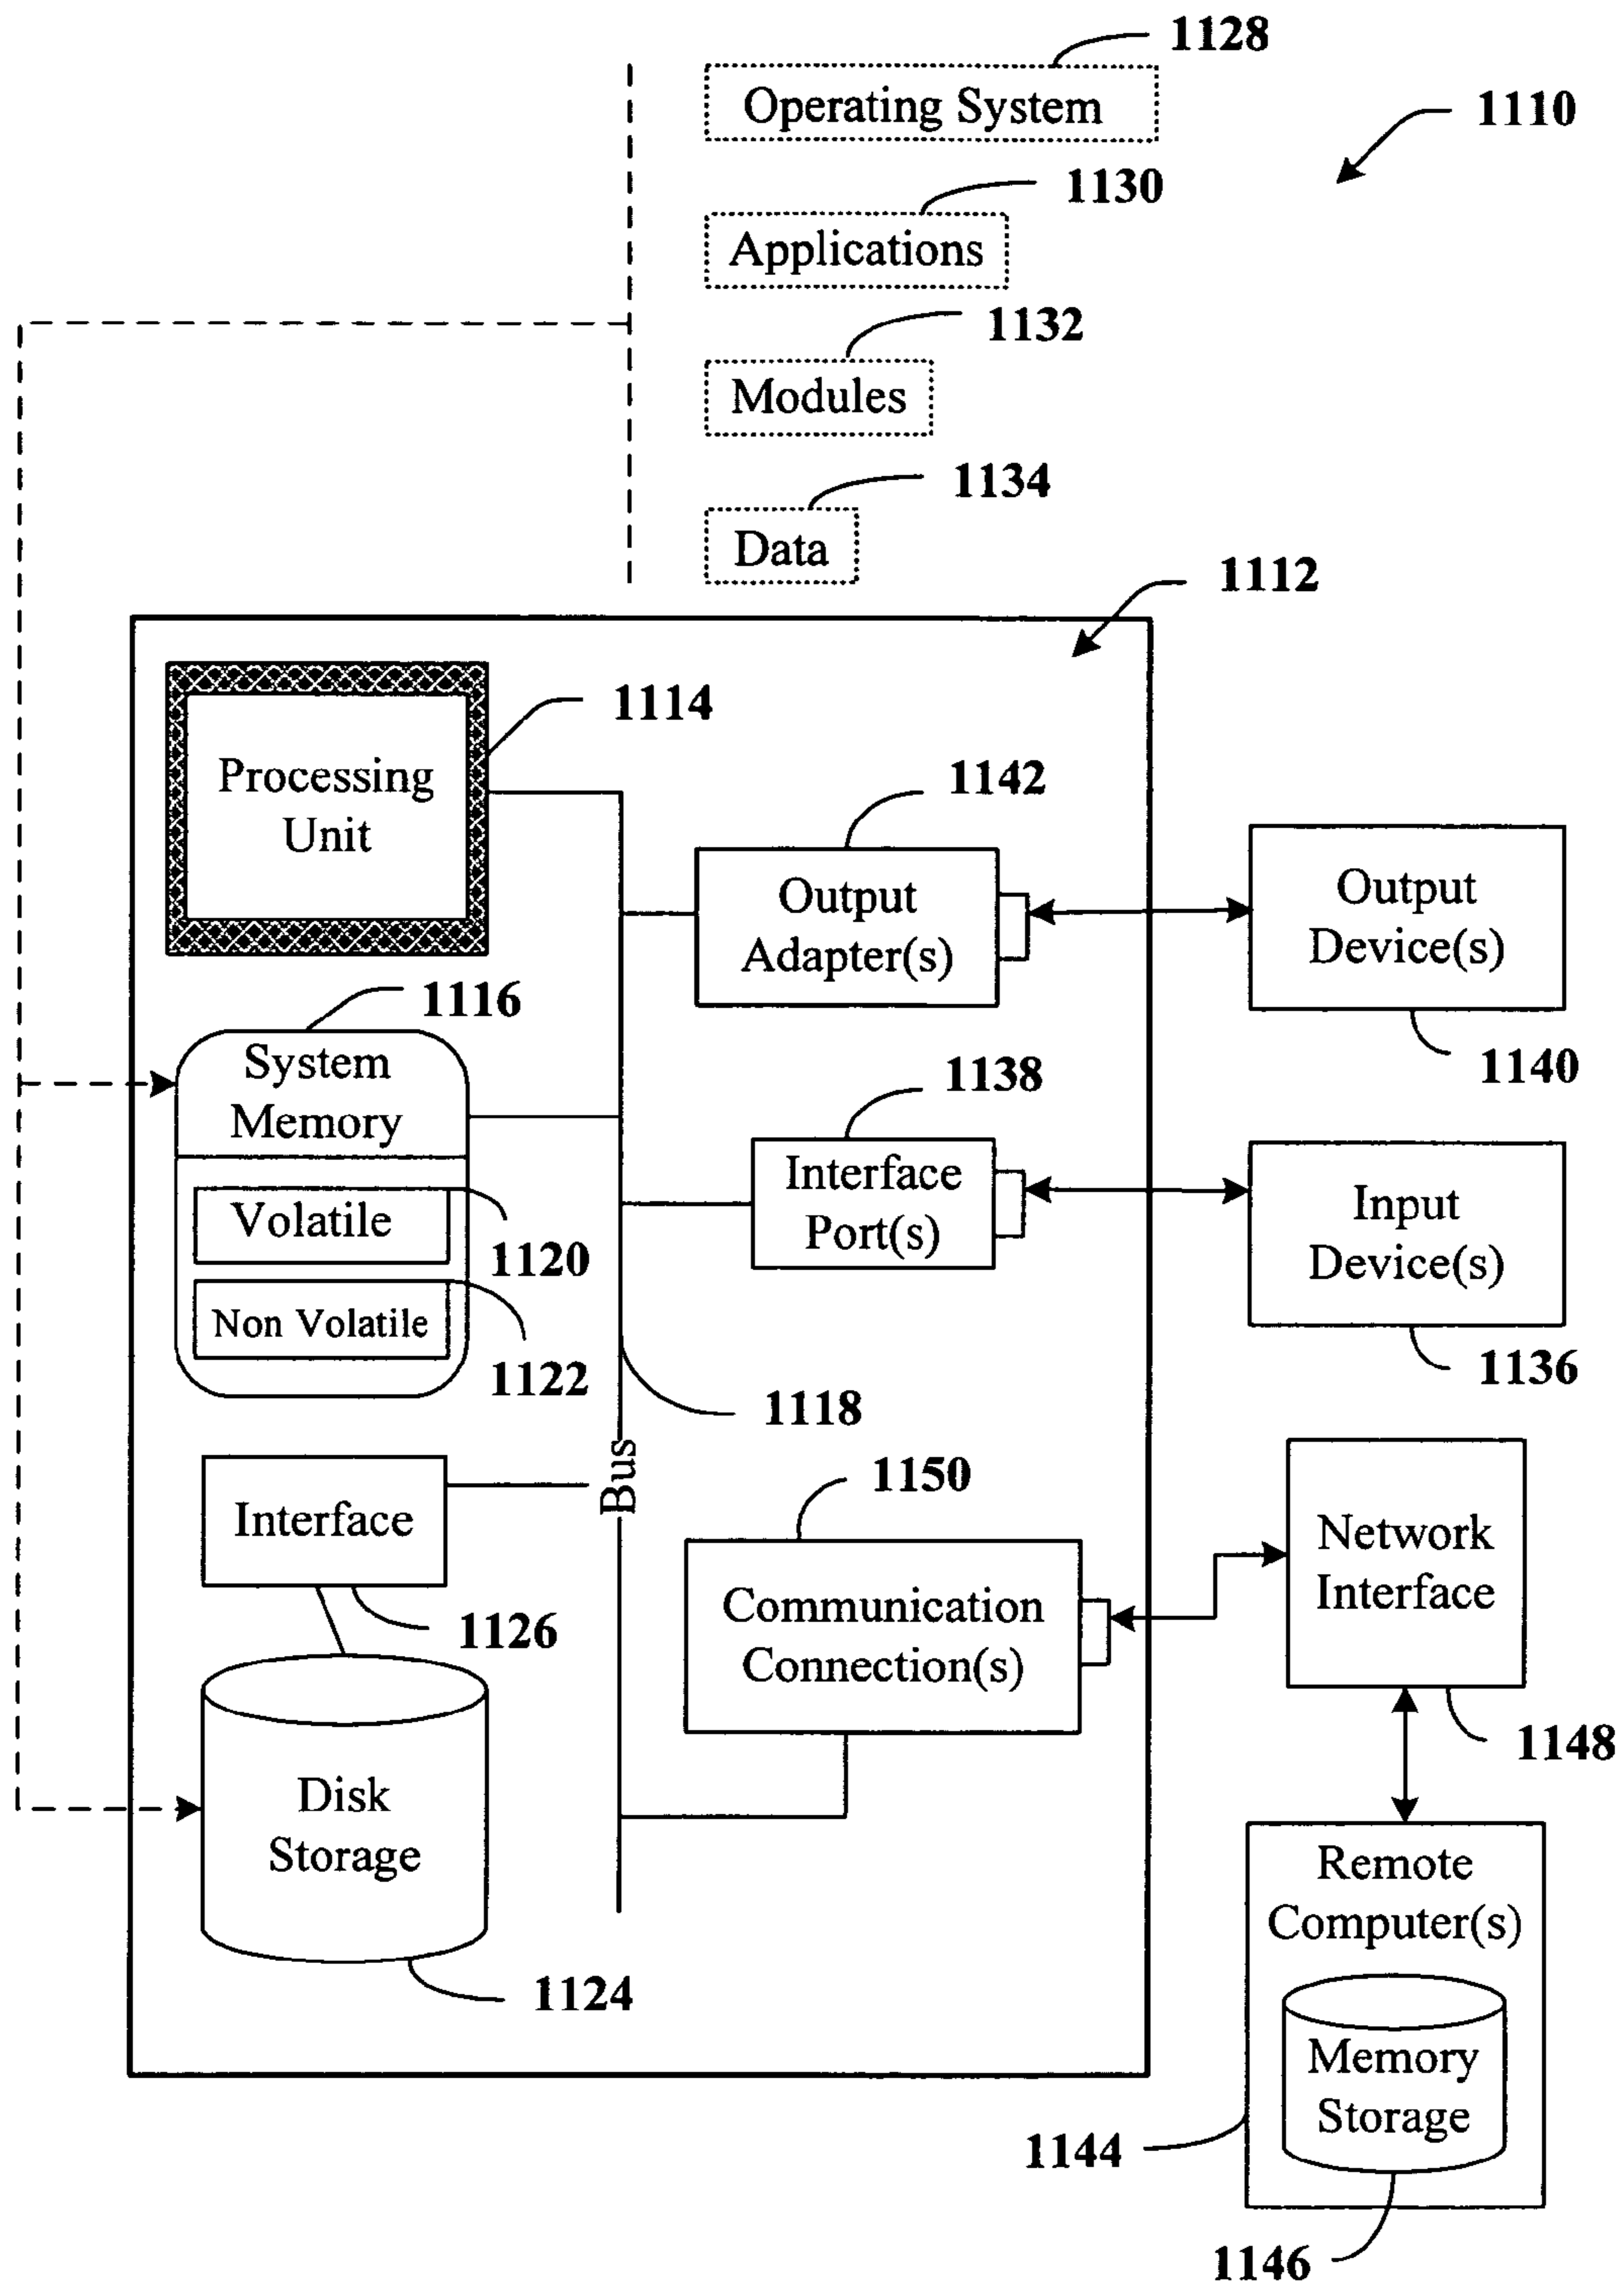 1128
Operating System
1110
1130
Applications
1132
Modules
1134
Data
1112
1114
Processing
Unit
1142
Output
Adapter(s)
Output
Device(s)
1140
1116
System
Memory
Volatile
1120
Non Volatile
1122
1138
Interface
Port(s)
Input
Device(s)
1136
1118
Bus
Interface
1126
1150
Communication
Connection(s)
Network
Interface
1148
Disk
Storage
1124
Remote
Computer(s)
Memory
Storage
1144
1146